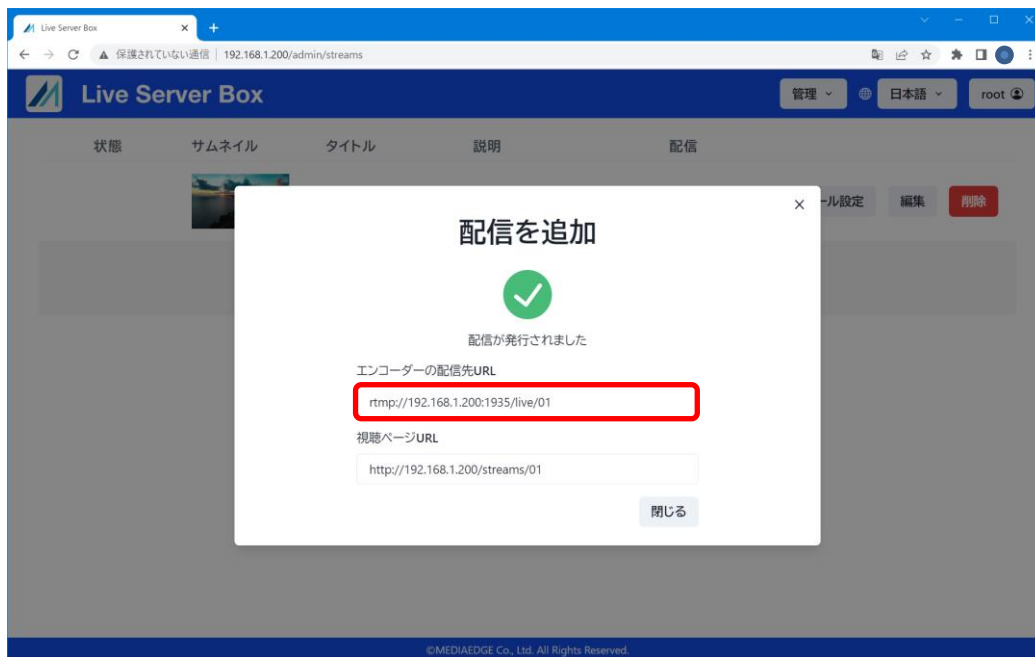 Live Server Box
保護されていない通信 | 192.168.1.200/admin/streams
Live Server Box
管理
日本語
root
状態 サムネイル タイトル 説明 配信
ール設定 編集 削除
配信を追加
配信が発行されました
エンコーダーの配信先URL
rtmp://192.168.1.200:1935/live/01
視聴ページURL
http://192.168.1.200/streams/01
閉じる
©MEDIAEDGE Co., Ltd. All Rights Reserved.